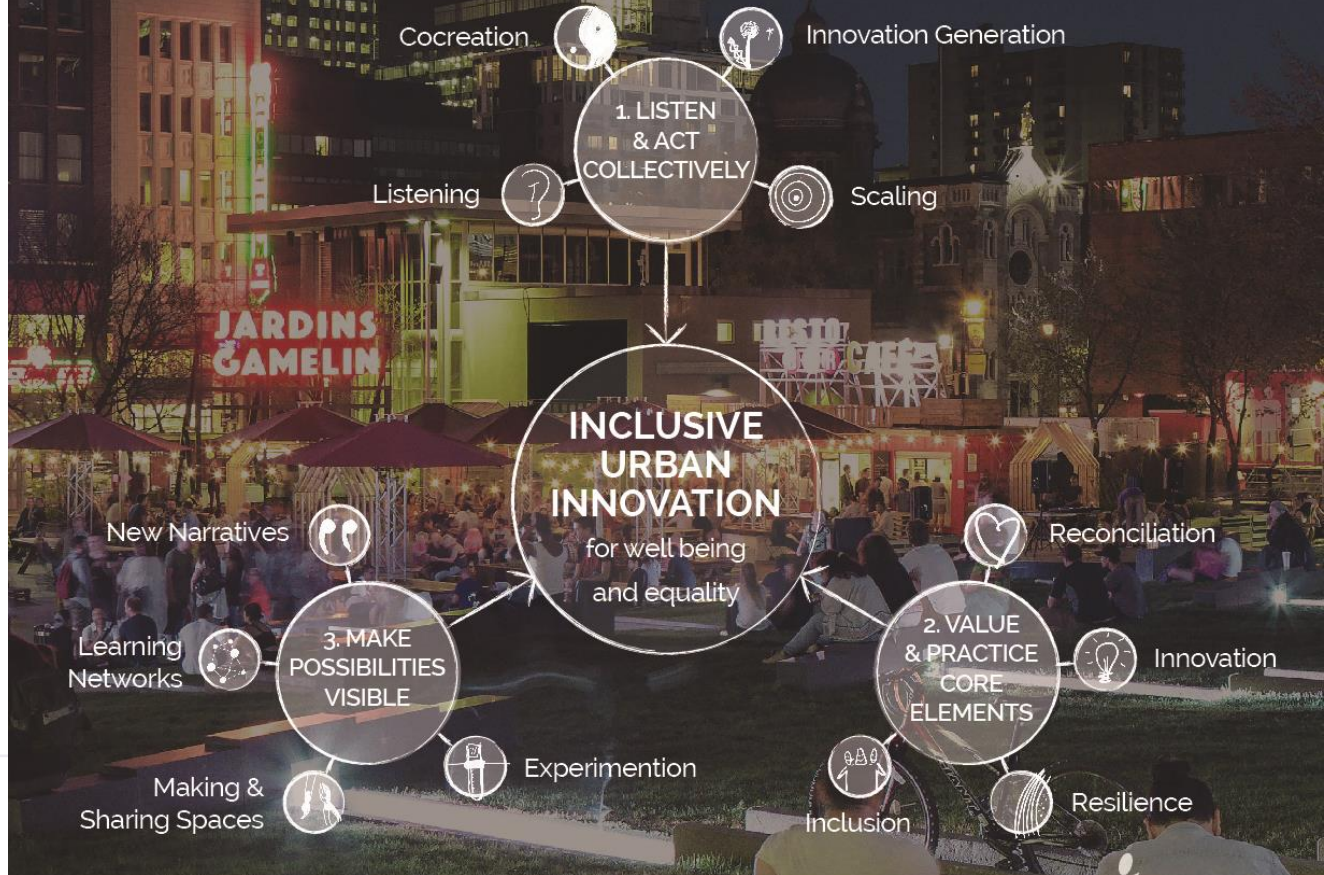 Cocreation
Innovation Generation
1. LISTEN
& ACT
COLLECTIVELY
Listening
Scaling
JARDINS
GAMELIN
RESTO
CAFÉ
INCLUSIVE
URBAN
INNOVATION
for well being
and equality
New Narratives
Learning
Networks
3. MAKE
POSSIBILITIES
VISIBLE
Making &
Sharing Spaces
Experimention
Reconciliation
2. VALUE
& PRACTICE
CORE
ELEMENTS
Innovation
Inclusion
Resilience